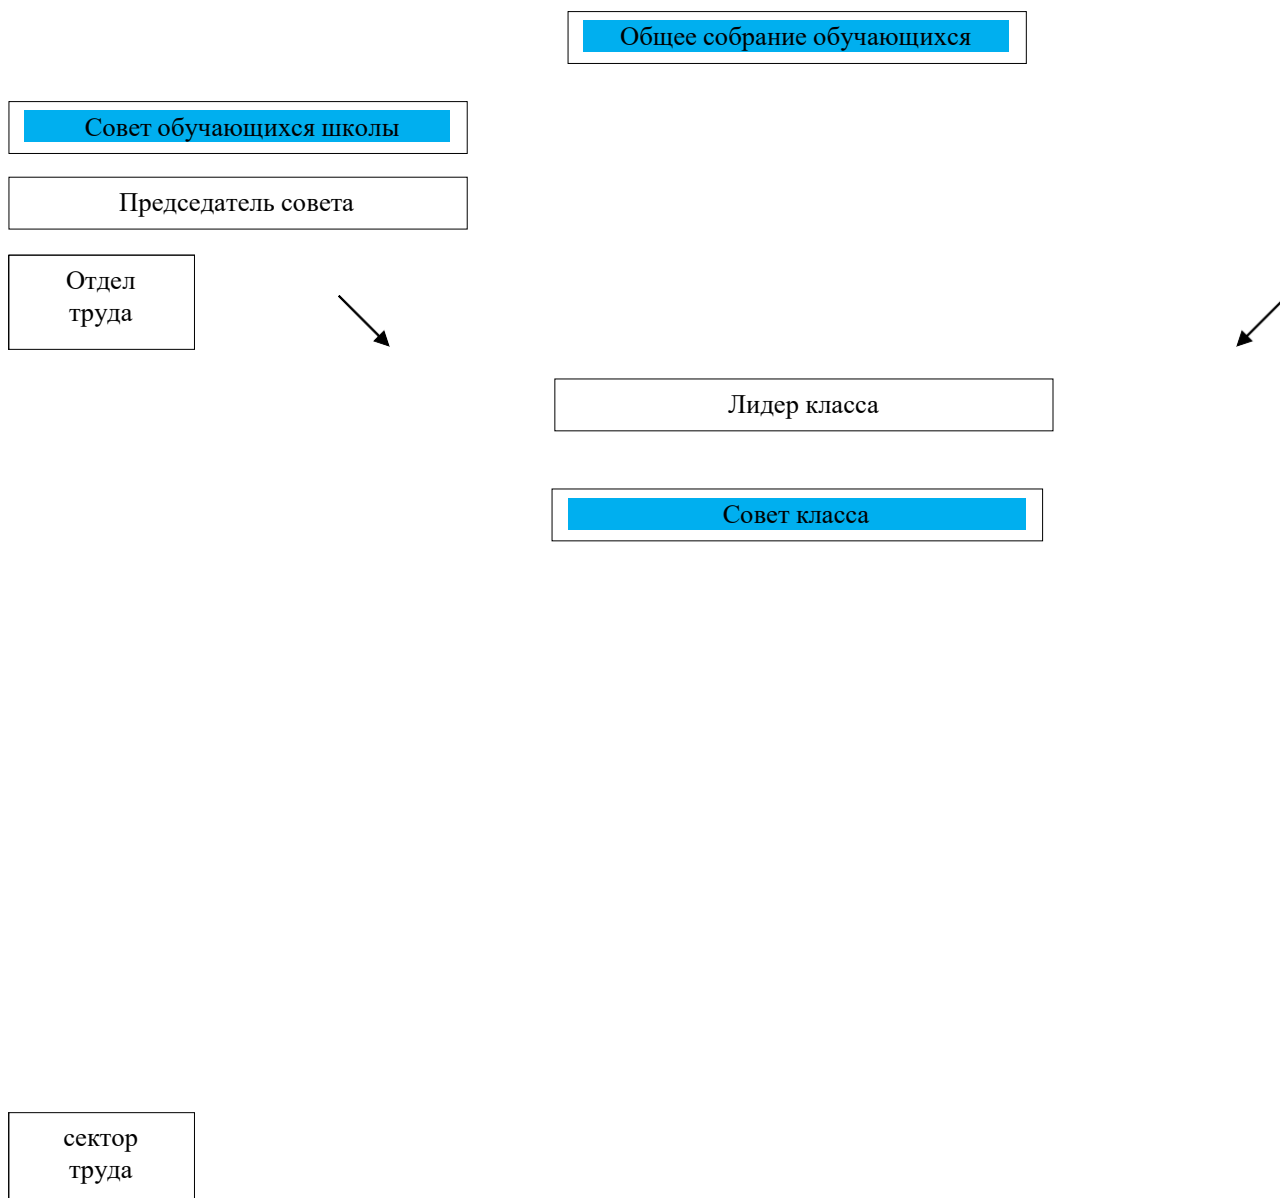 Общее собрание обучающихся
Совет обучающихся школы
Председатель совета
Отдел
труда
Лидер класса
Совет класса
сектор
труда